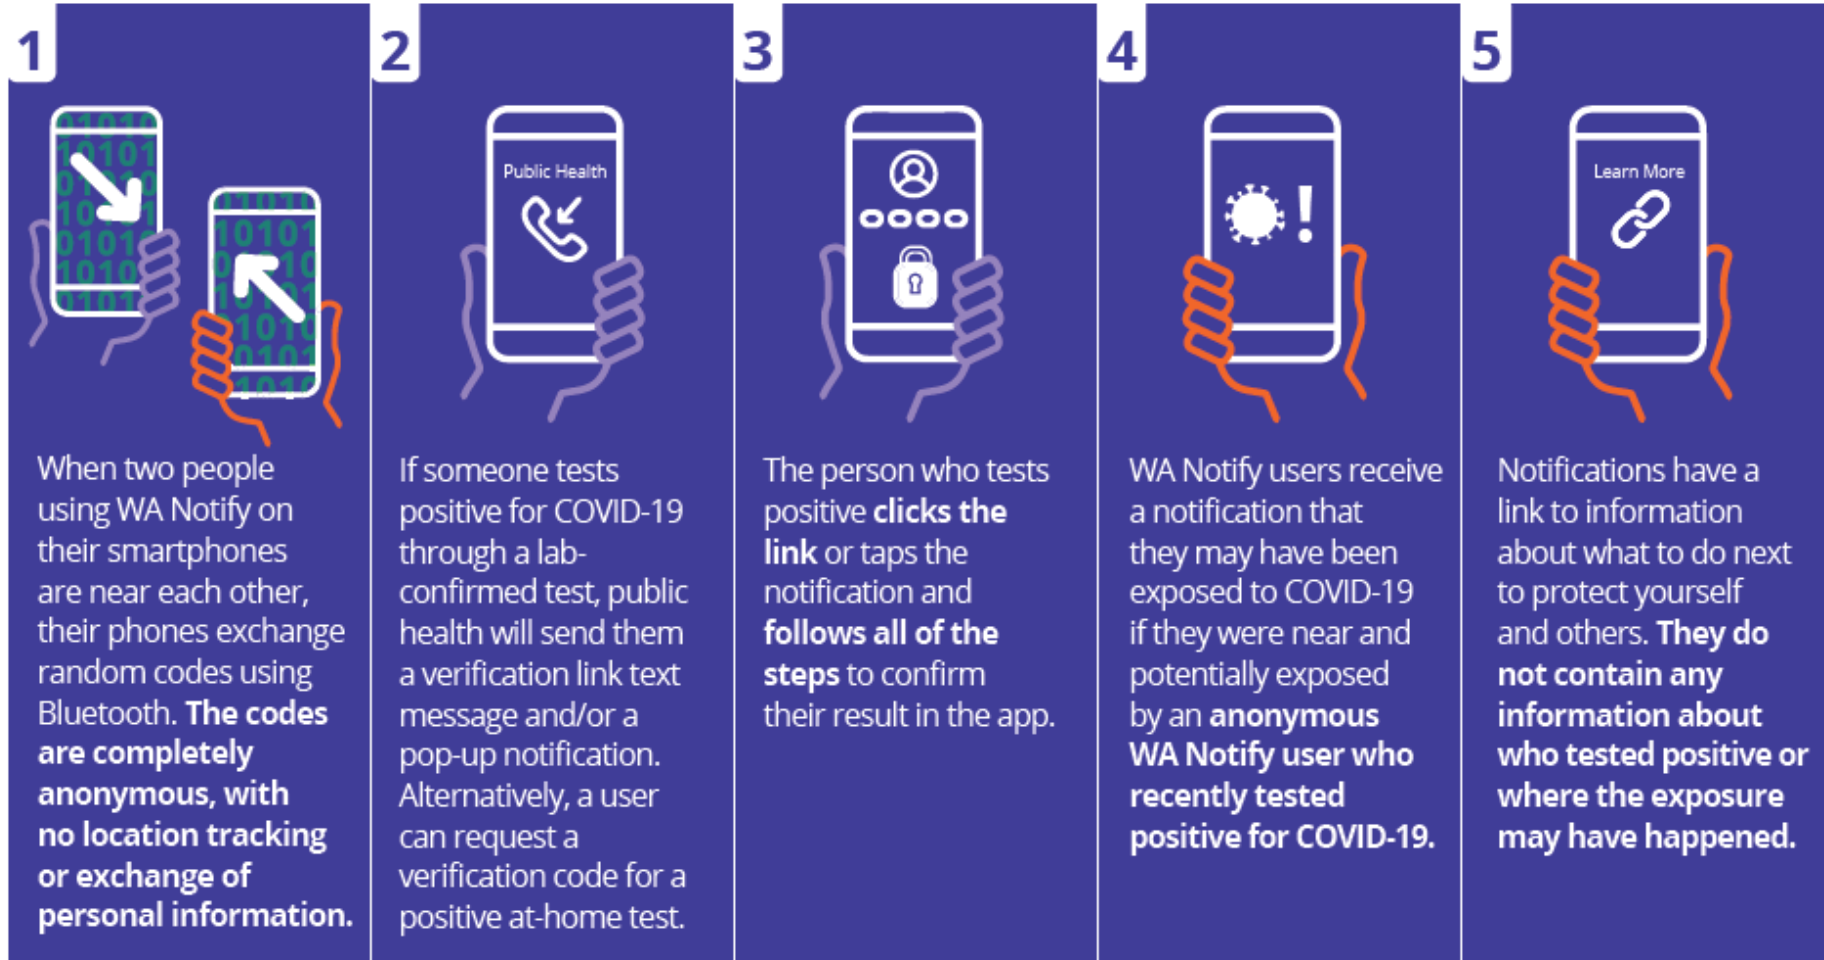 1
When two people
using WA Notify on
their smartphones
are near each other,
their phones exchange
random codes using
Bluetooth. The codes
are completely
anonymous, with
no location tracking
or exchange of
personal information.
2
Public Health
If someone tests
positive for COVID-19
through a lab-
confirmed test, public
health will send them
a verification link text
message and/or a
pop-up notification.
Alternatively, a user
can request a
verification code for a
positive at-home test.
3
The person who tests
positive clicks the
link or taps the
notification and
follows all of the
steps to confirm
their result in the app.
4
!
WA Notify users receive
a notification that
they may have been
exposed to COVID-19
if they were near and
potentially exposed
by an anonymous
WA Notify user who
recently tested
positive for COVID-19.
5
Learn More
Notifications have a
link to information
about what to do next
to protect yourself
and others. They do
not contain any
information about
who tested positive or
where the exposure
may have happened.